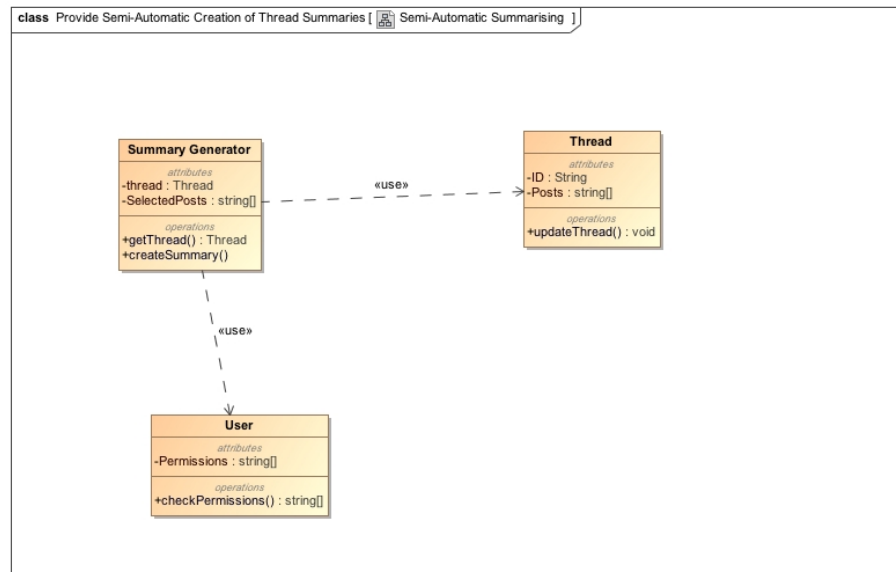 class Provide Semi-Automatic Creation of Thread Summaries [ Semi-Automatic Summarising ]
Summary Generator
attributes
-thread : Thread
-SelectedPosts : string[]
operations
+getThread() : Thread
+createSummary()
«use»
Thread
attributes
-ID : String
-Posts : string[]
operations
+updateThread() : void
«use»
User
attributes
-Permissions : string[]
operations
+checkPermissions() : string[]